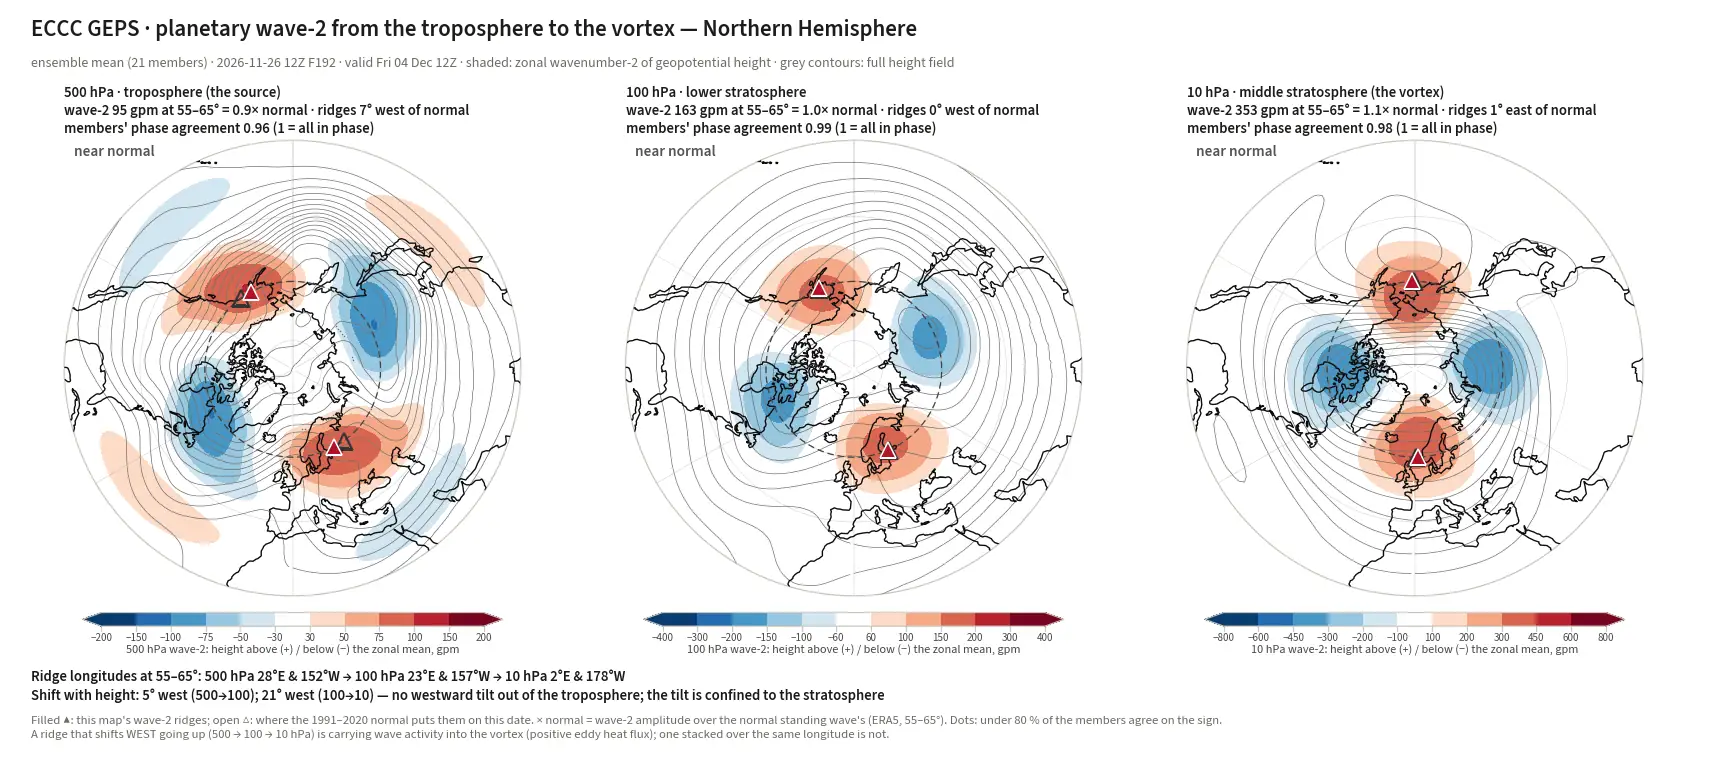 ECCC GEPS · planetary wave-2 from the troposphere to the vortex — Northern Hemisphere
ensemble mean (21 members) · 2026-11-26 12Z F192 · valid Fri 04 Dec 12Z · shaded: zonal wavenumber-2 of geopotential height · grey contours: full height field
500 hPa · troposphere (the source)
wave-2 95 gpm at 55–65° = 0.9× normal · ridges 7° west of normal
members' phase agreement 0.96 (1 = all in phase)
near normal
100 hPa · lower stratosphere
wave-2 163 gpm at 55–65° = 1.0× normal · ridges 0° west of normal
members' phase agreement 0.99 (1 = all in phase)
near normal
10 hPa · middle stratosphere (the vortex)
wave-2 353 gpm at 55–65° = 1.1× normal · ridges 1° east of normal
members' phase agreement 0.98 (1 = all in phase)
near normal
−200 −150 −100 −75 −50 −30 30 50 75 100 150 200
500 hPa wave-2: height above (+) / below (−) the zonal mean, gpm
−400 −300 −200 −150 −100 −60 60 100 150 200 300 400
100 hPa wave-2: height above (+) / below (−) the zonal mean, gpm
−800 −600 −450 −300 −200 −100 100 200 300 450 600 800
10 hPa wave-2: height above (+) / below (−) the zonal mean, gpm
Ridge longitudes at 55–65°: 500 hPa 28°E & 152°W → 100 hPa 23°E & 157°W → 10 hPa 2°E & 178°W
Shift with height: 5° west (500→100); 21° west (100→10) — no westward tilt out of the troposphere; the tilt is confined to the stratosphere
Filled ▲: this map's wave-2 ridges; open △: where the 1991–2020 normal puts them on this date. × normal = wave-2 amplitude over the normal standing wave's (ERA5, 55–65°). Dots: under 80 % of the members agree on the sign.
A ridge that shifts WEST going up (500 → 100 → 10 hPa) is carrying wave activity into the vortex (positive eddy heat flux); one stacked over the same longitude is not.